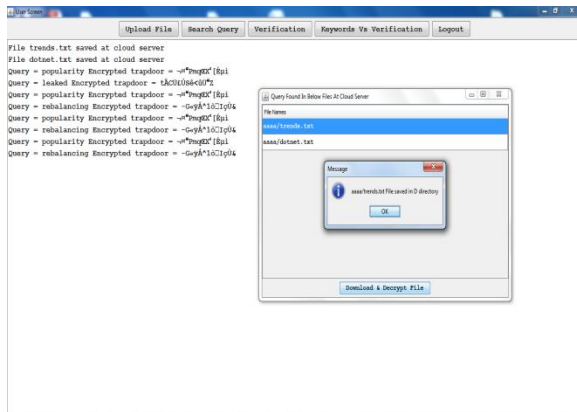 User Screen
Upload File Search Query Verification Keywords Vs Verification Logout
File trends.txt saved at cloud server
File dotnet.txt saved at cloud server
Query = popularity Encrypted trapdoor =
Query = leaked Encrypted trapdoor =
Query = popularity Encrypted trapdoor =
Query = rebalancing Encrypted trapdoor =
Query = popularity Encrypted trapdoor =
Query = rebalancing Encrypted trapdoor =
Query = popularity Encrypted trapdoor =
Query = rebalancing Encrypted trapdoor =
Query Found In Below Files At Cloud Server
File Names
aaaa/trends.txt
aaaa/dotnet.txt
Message
aaaa/trends.txt File saved in D directory
OK
Download & Decrypt File